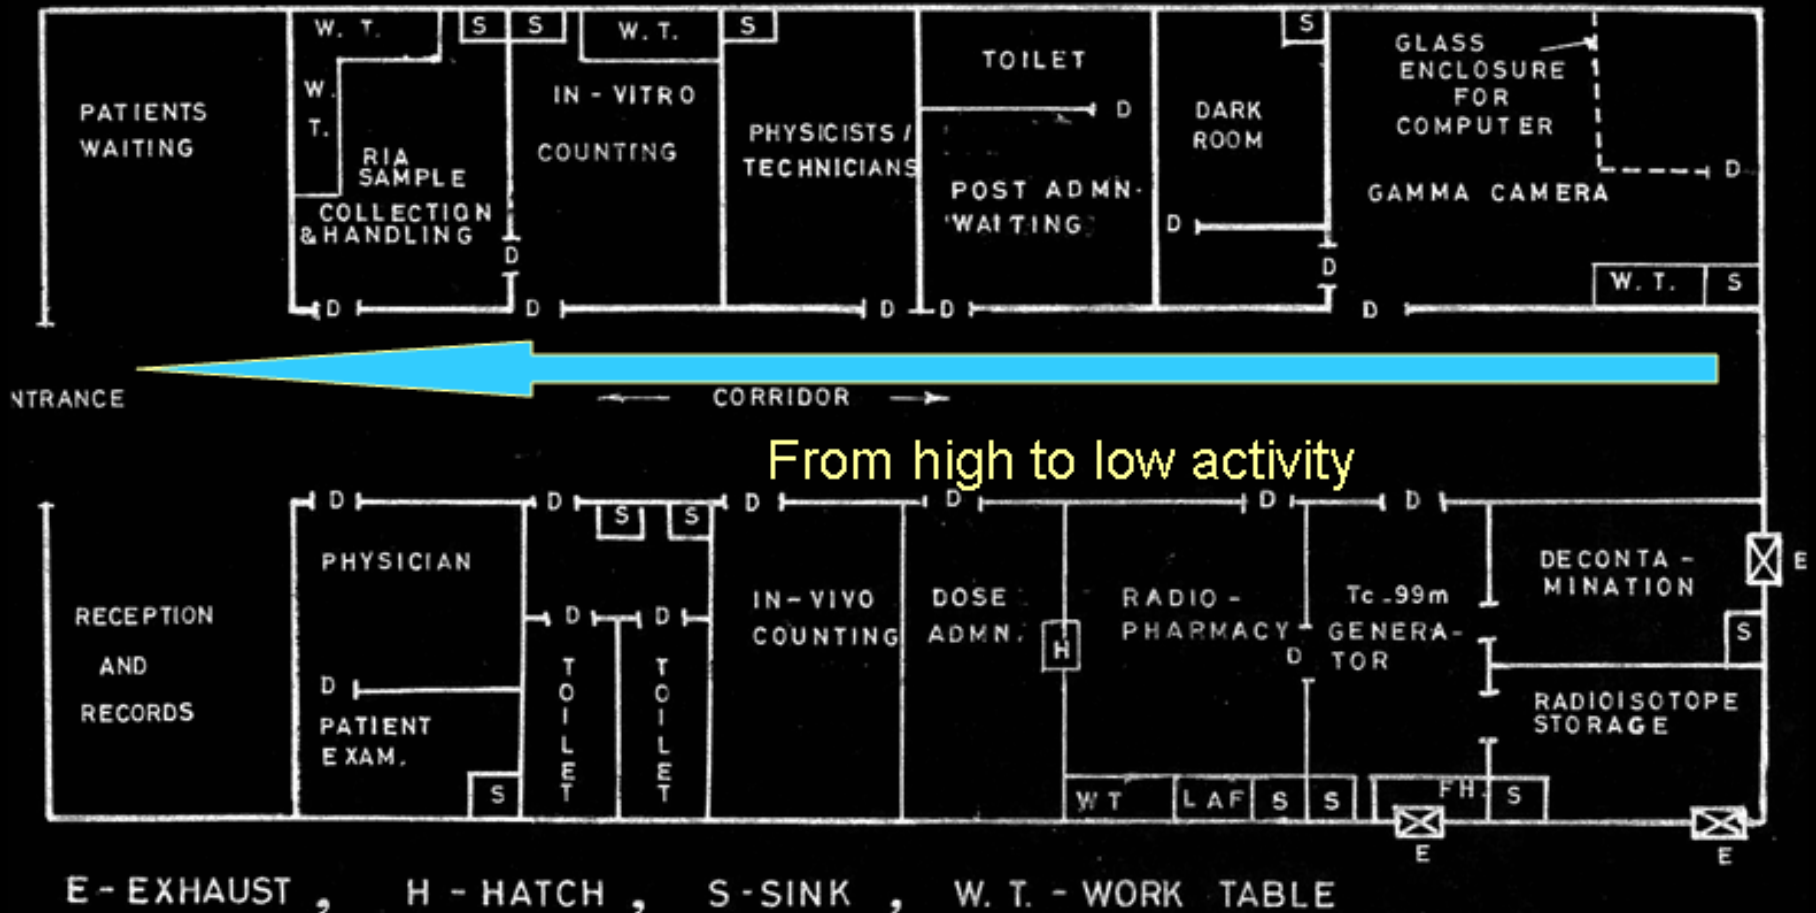 W. T.
S
S
W. T.
S
S
PATIENTS
WAITING
W.
T.
RIA
SAMPLE
COLLECTION
& HANDLING
D
D
IN - VITRO
COUNTING
D
PHYSICISTS /
TECHNICIANS
D
TOILET
D
POST ADMN-
WAITING
D
DARK
ROOM
D
D
GLASS
ENCLOSURE
FOR
COMPUTER
D
GAMMA CAMERA
W. T.
S
D
NTRANCE
CORRIDOR
From high to low activity
RECEPTION
AND
RECORDS
D
PHYSICIAN
D
PATIENT
EXAM.
S
D
S
S
D
D
TOILET
TOILET
D
IN-VIVO
COUNTING
D
DOSE
ADMN.
H
D
RADIO -
PHARMACY
D
WT
LAF
S
S
D
Tc -99m
GENERA-
TOR
FH.
S
DECONTA -
MINATION
S
E
RADIOISOTOPE
STORAGE
E
E
E - EXHAUST , H - HATCH , S - SINK , W. T. - WORK TABLE